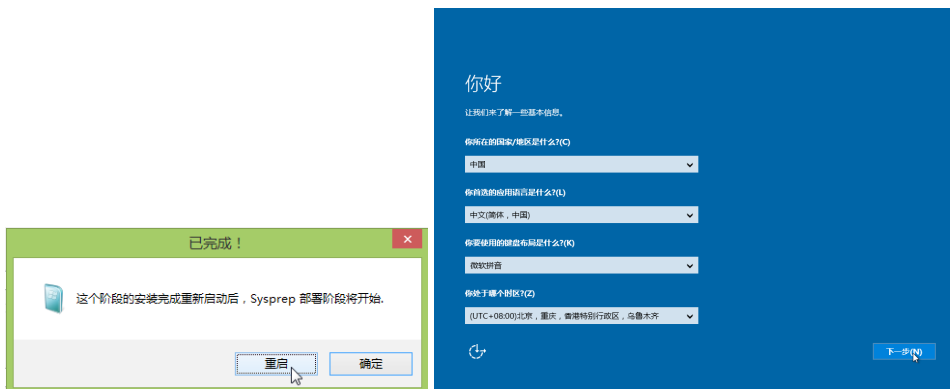 已完成！
这个阶段的安装完成重新启动后，Sysprep 部署阶段将开始.
重启
确定
你好
让我们来了解一些基本信息。
你所在的国家/地区是什么?(C)
中国
你首选的应用语言是什么?(L)
中文(简体，中国)
你要使用的键盘布局是什么?(K)
微软拼音
你处于哪个时区?(Z)
(UTC+08:00)北京，重庆，香港特别行政区，乌鲁木齐
下一步(N)